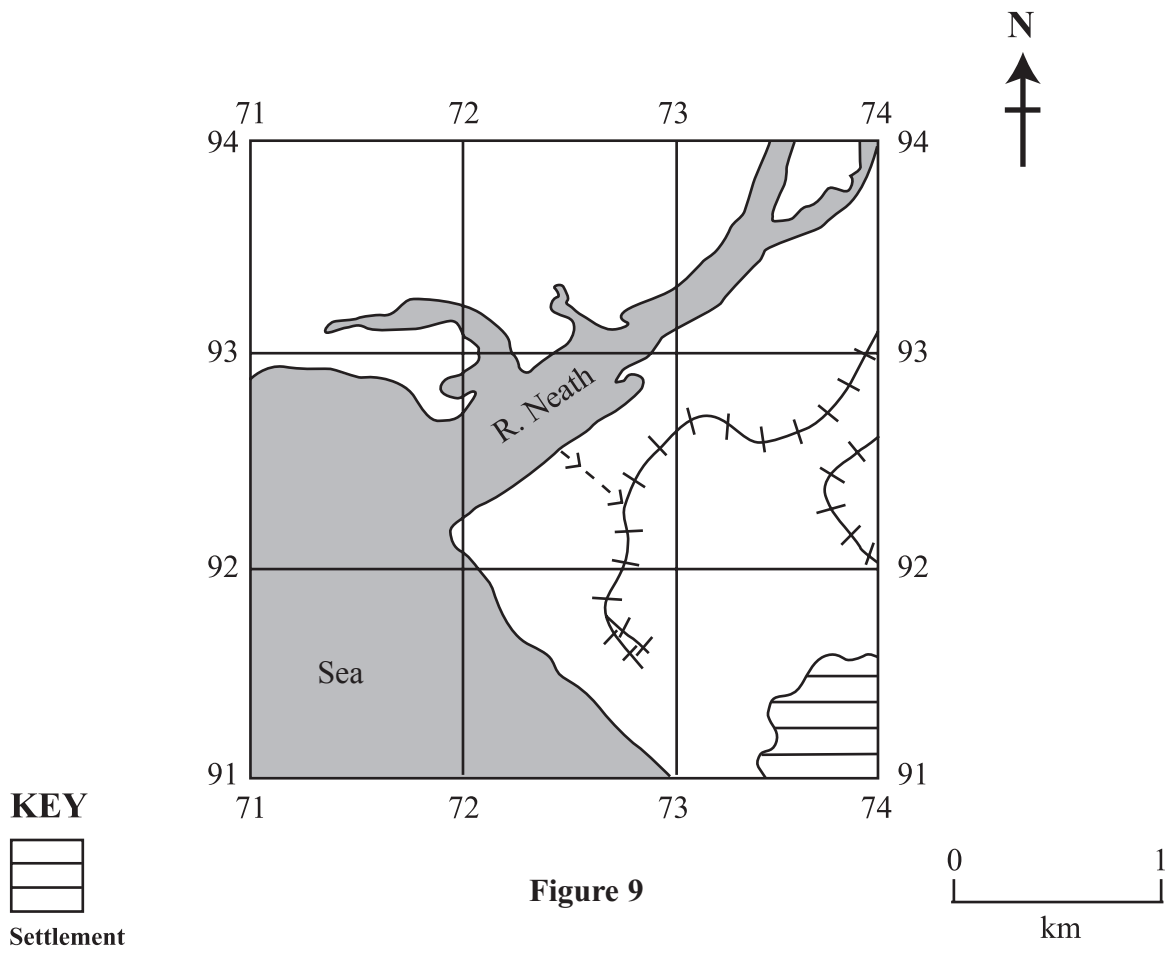 N
71 72 73 74
94 94
93 93
R. Neath
92 92
Sea
91 91
71 72 73 74
KEY
Settlement
Figure 9
0 1
km